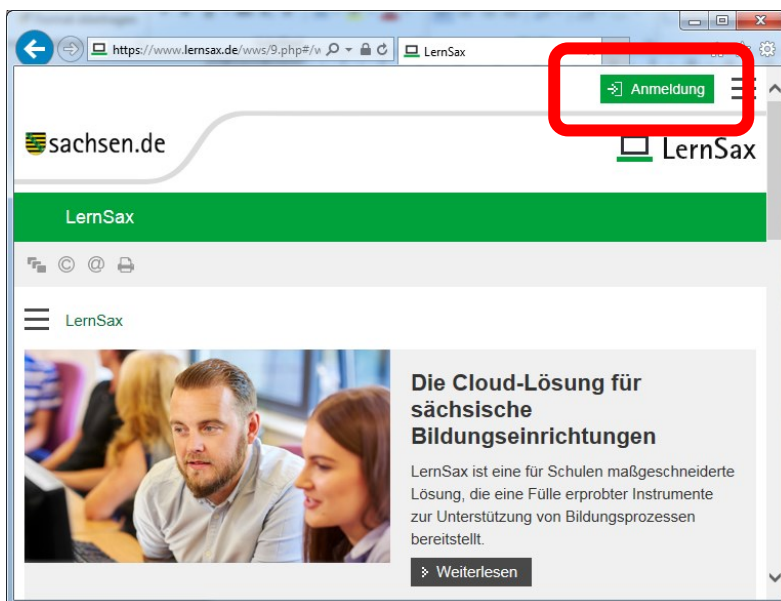 https://www.lernsax.de/wws/9.php#/w
LernSax
Anmeldung
sachsen.de
LernSax
LernSax
© @
LernSax
Die Cloud-Lösung für
sächsische
Bildungseinrichtungen
LernSax ist eine für Schulen maßgeschneiderte
Lösung, die eine Fülle erprobter Instrumente
zur Unterstützung von Bildungsprozessen
bereitstellt.
Weiterlesen